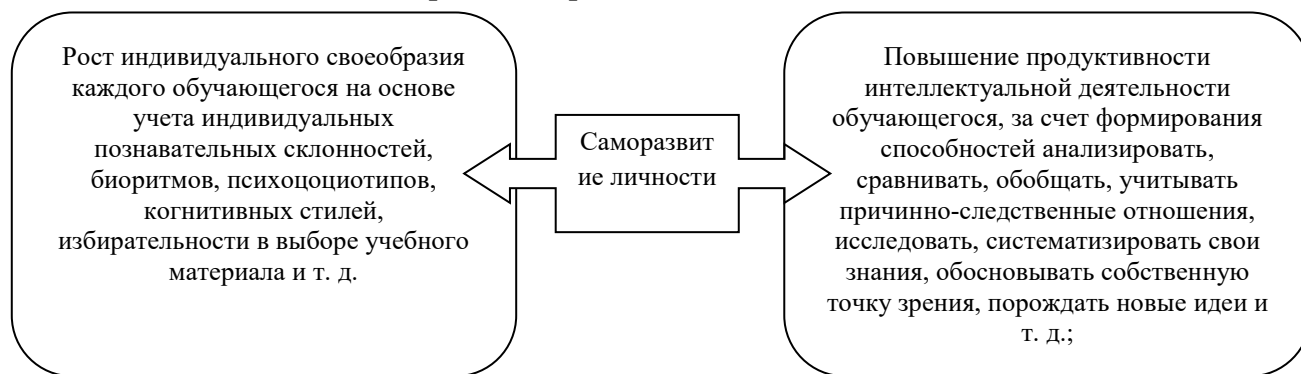 Рост индивидуального своеобразия
каждого обучающегося на основе
учета индивидуальных
познавательных склонностей,
биоритмов, психоцоциотипов,
когнитивных стилей,
избирательности в выборе учебного
материала и т. д.
Саморазвит
ие личности
Повышение продуктивности
интеллектуальной деятельности
обучающегося, за счет формирования
способностей анализировать,
сравнивать, обобщать, учитывать
причинно-следственные отношения,
исследовать, систематизировать свои
знания, обосновывать собственную
точку зрения, порождать новые идеи и
т. д.;